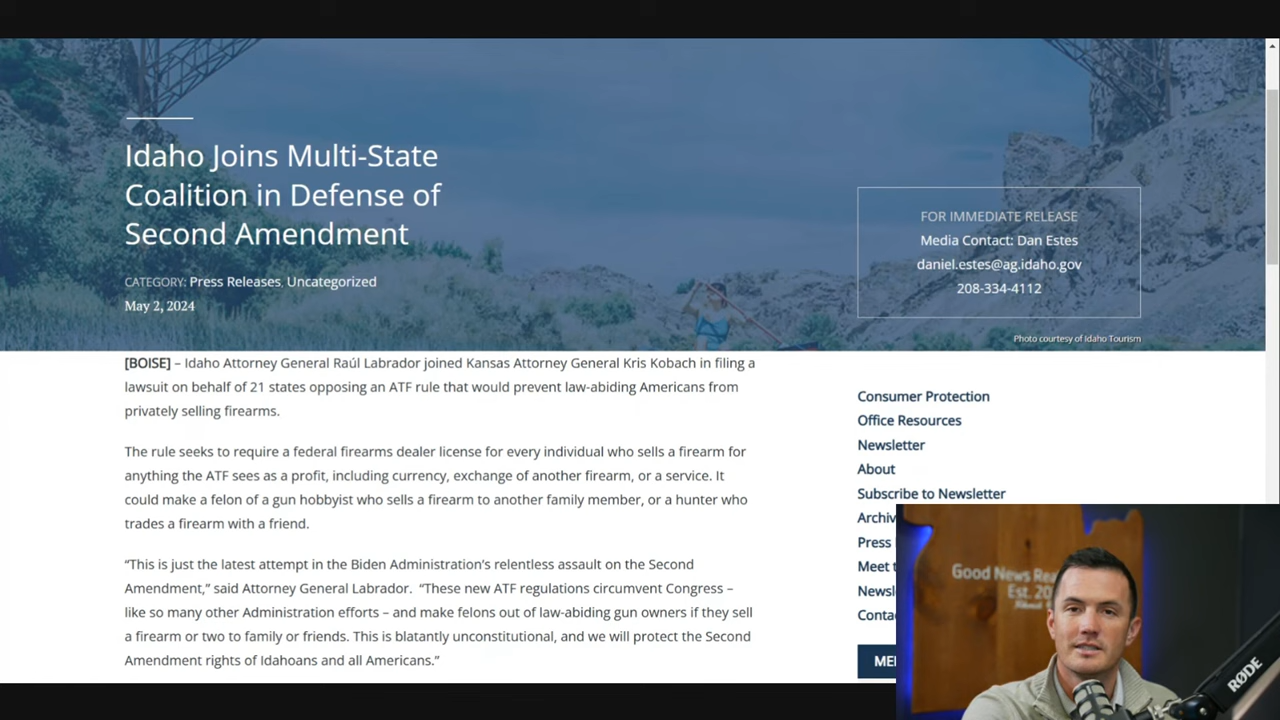 Idaho Joins Multi-State
Coalition in Defense of
Second Amendment
CATEGORY: Press Releases, Uncategorized
May 2, 2024
FOR IMMEDIATE RELEASE
Media Contact: Dan Estes
daniel.estes@ag.idaho.gov
208-334-4112
Photo courtesy of Idaho Tourism
[BOISE] – Idaho Attorney General Raúl Labrador joined Kansas Attorney General Kris Kobach in filing a
lawsuit on behalf of 21 states opposing an ATF rule that would prevent law-abiding Americans from
privately selling firearms.
The rule seeks to require a federal firearms dealer license for every individual who sells a firearm for
anything the ATF sees as a profit, including currency, exchange of another firearm, or a service. It
could make a felon of a gun hobbyist who sells a firearm to another family member, or a hunter who
trades a firearm with a friend.
“This is just the latest attempt in the Biden Administration’s relentless assault on the Second
Amendment,” said Attorney General Labrador. “These new ATF regulations circumvent Congress –
like so many other Administration efforts – and make felons out of law-abiding gun owners if they sell
a firearm or two to family or friends. This is blatantly unconstitutional, and we will protect the Second
Amendment rights of Idahoans and all Americans.”
Consumer Protection
Office Resources
Newsletter
About
Subscribe to Newsletter
Archiv
Press
Meet t
Newsl
Conta
ME
Good News
Est. 20
RØDE